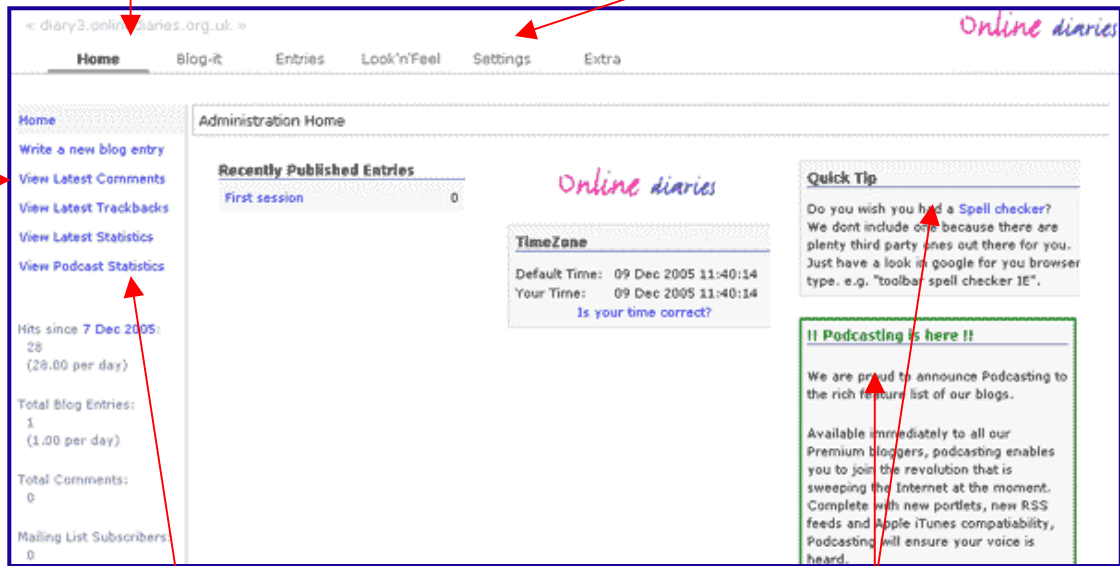 « diary3.onlinediaries.org.uk »
Online diaries
Home Blog-it Entries Look'n'Feel Settings Extra
Home
Write a new blog entry
View Latest Comments
View Latest Trackbacks
View Latest Statistics
View Podcast Statistics
Hits since 7 Dec 2005:
28
(28.00 per day)
Total Blog Entries:
1
(1.00 per day)
Total Comments:
0
Mailing List Subscribers:
0
Administration Home
Recently Published Entries
First session 0
Online diaries
TimeZone
Default Time: 09 Dec 2005 11:40:14
Your Time: 09 Dec 2005 11:40:14
Is your time correct?
Quick Tip
Do you wish you had a Spell checker?
We dont include one because there are
plenty third party ones out there for you.
Just have a look in google for you browser
type. e.g. "toolbar spell checker IE".
!! Podcasting is here !!
We are proud to announce Podcasting to
the rich feature list of our blogs.
Available immediately to all our
Premium bloggers, podcasting enables
you to join the revolution that is
sweeping the Internet at the moment.
Complete with new portlets, new RSS
feeds and Apple iTunes compatiability,
Podcasting will ensure your voice is
heard.